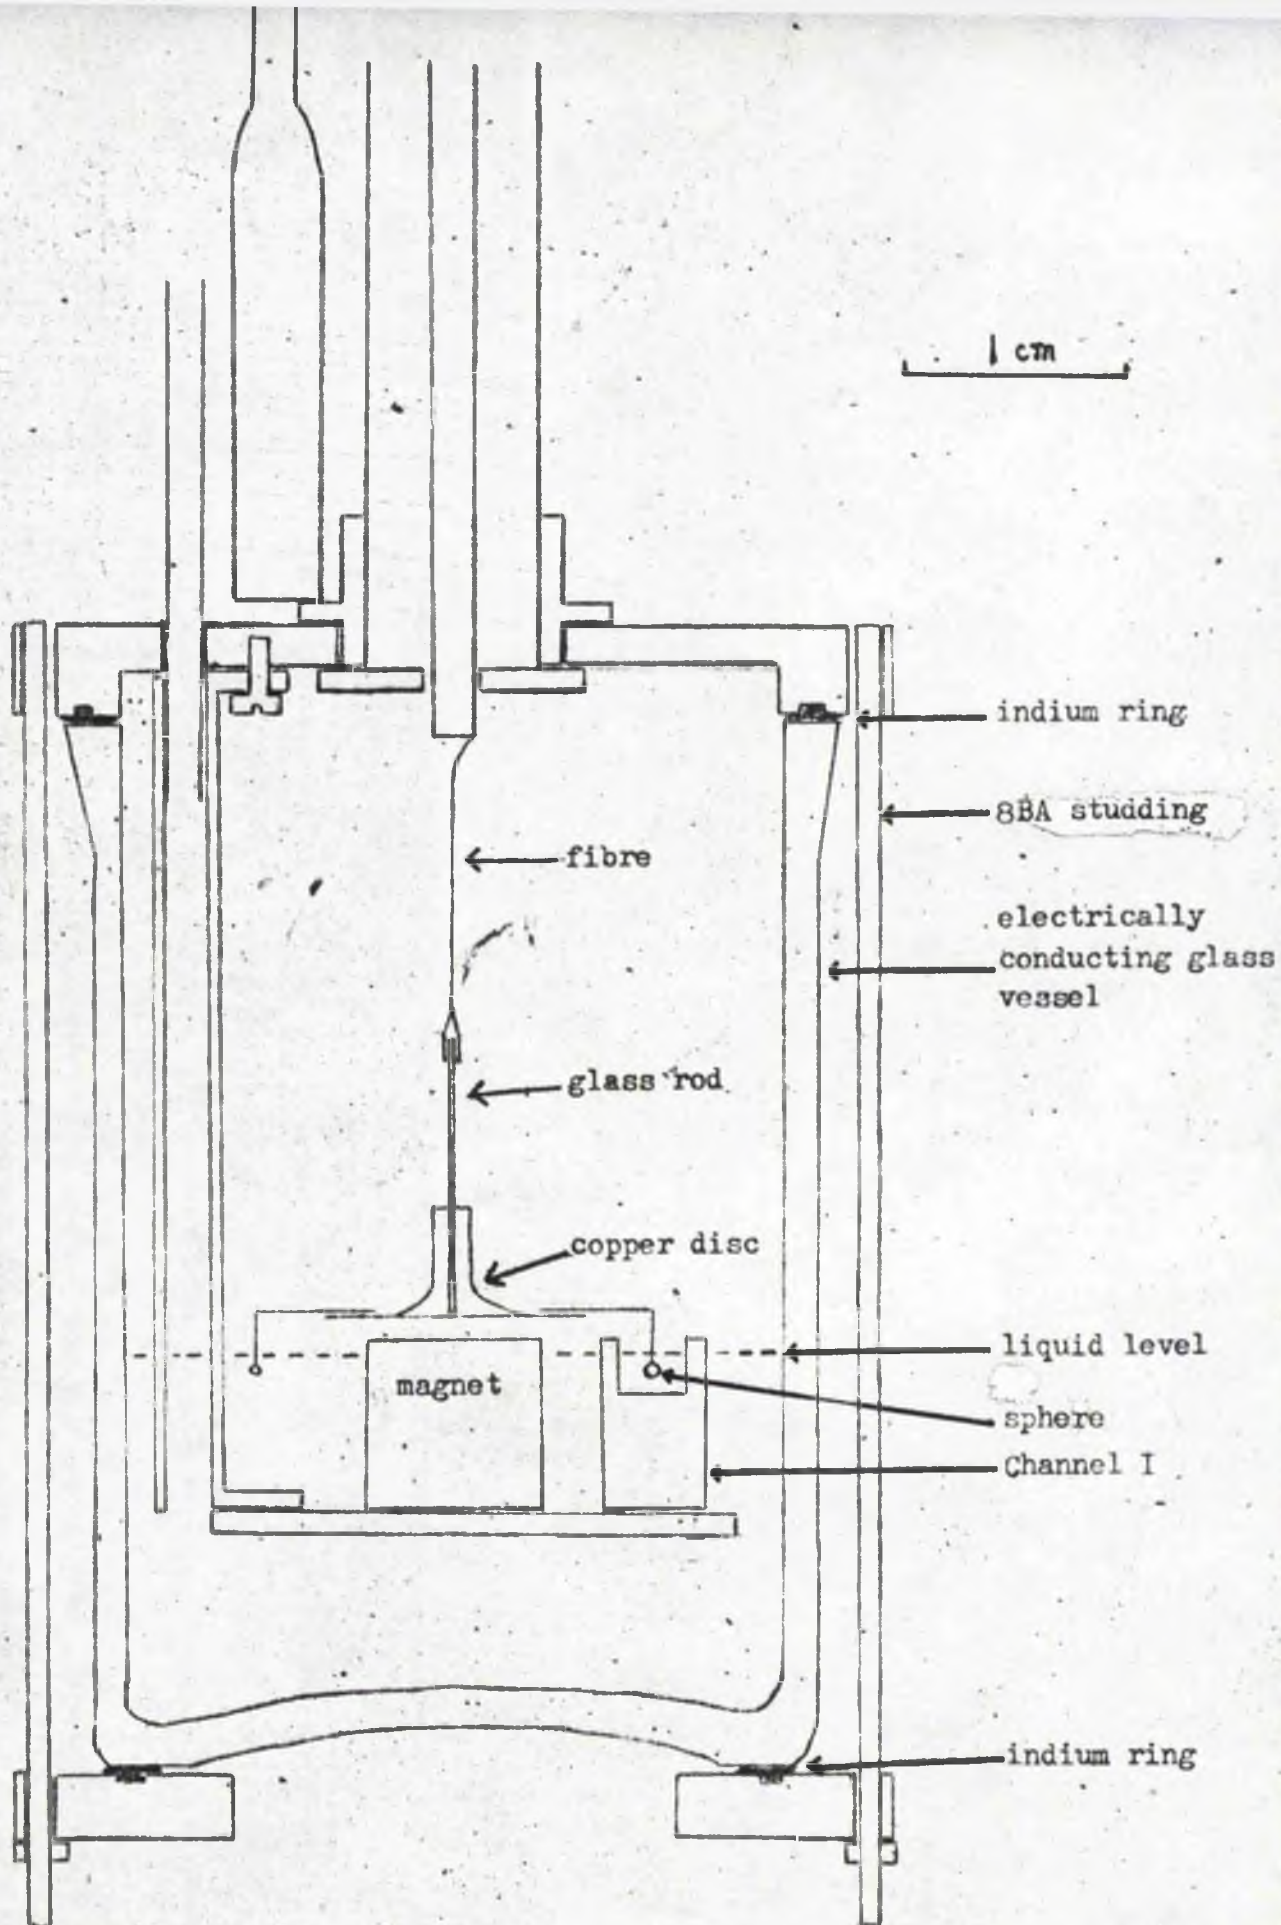 1 cm
indium ring
8BA studding
fibre
electrically
conducting glass
vessel
glass rod
copper disc
liquid level
magnet
sphere
Channel I
indium ring